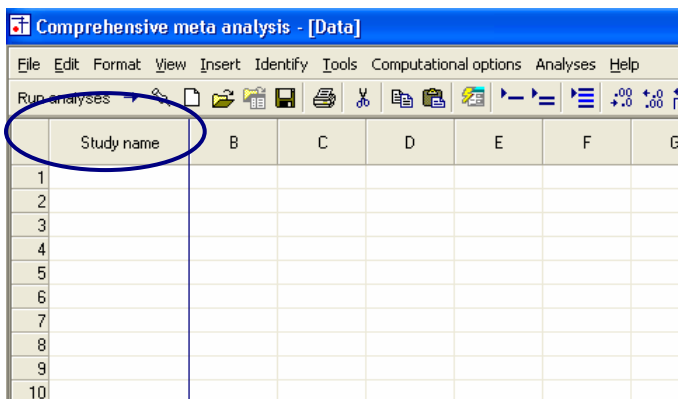 Comprehensive meta analysis - [Data]
File Edit Format View Insert Identify Tools Computational options Analyses Help
Run analyses
Study name B C D E F G
1
2
3
4
5
6
7
8
9
10